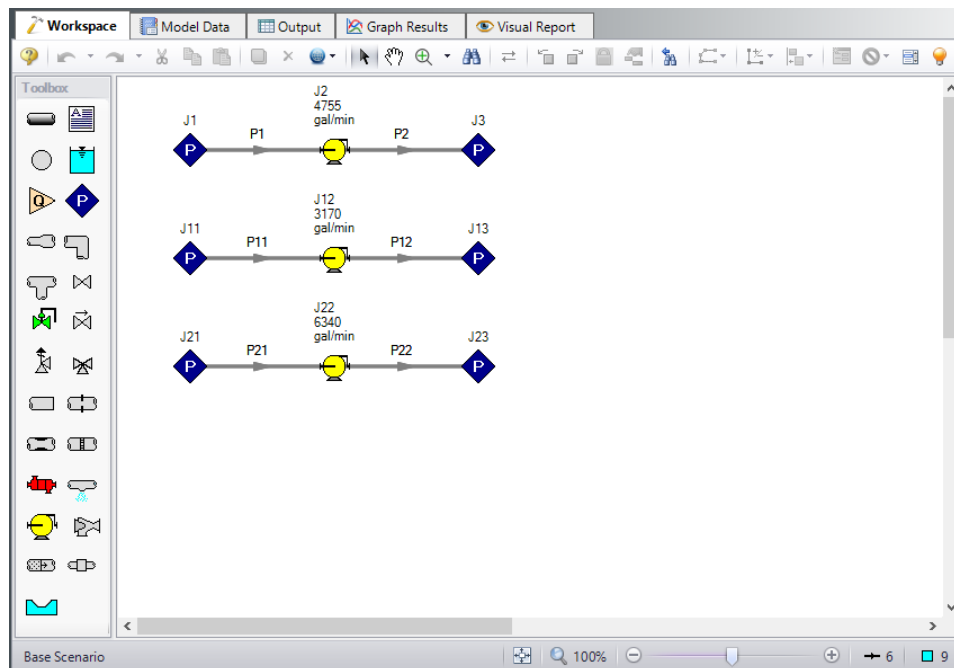 Workspace
Model Data
Output
Graph Results
Visual Report
Toolbox
A
Q
P
J2
4755
gal/min
J1
P1
P2
J3
P
P
J12
3170
gal/min
J11
P11
P12
J13
P
P
J22
6340
gal/min
J21
P21
P22
J23
P
P
Base Scenario
100%
6
9